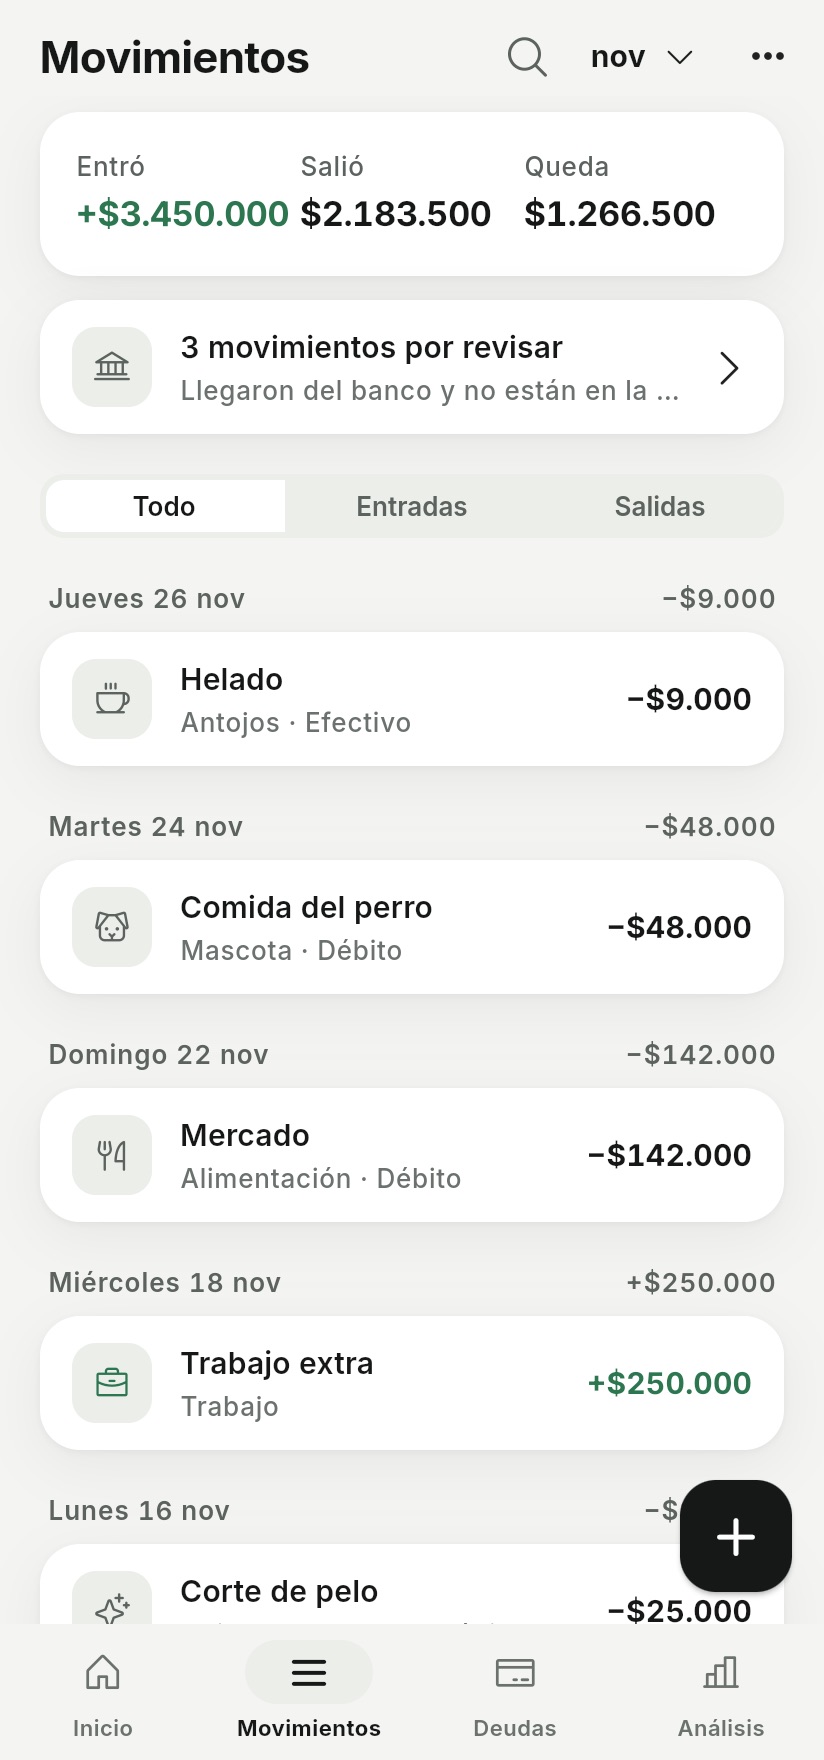 Movimientos
nov
Entró Salió Queda
+$3.450.000 $2.183.500 $1.266.500
3 movimientos por revisar
Llegaron del banco y no están en la ...
Todo Entradas Salidas
Jueves 26 nov −$9.000
Helado
Antojos · Efectivo
−$9.000
Martes 24 nov −$48.000
Comida del perro
Mascota · Débito
−$48.000
Domingo 22 nov −$142.000
Mercado
Alimentación · Débito
−$142.000
Miércoles 18 nov +$250.000
Trabajo extra
Trabajo
+$250.000
Lunes 16 nov −$
Corte de pelo
−$25.000
Inicio Movimientos Deudas Análisis